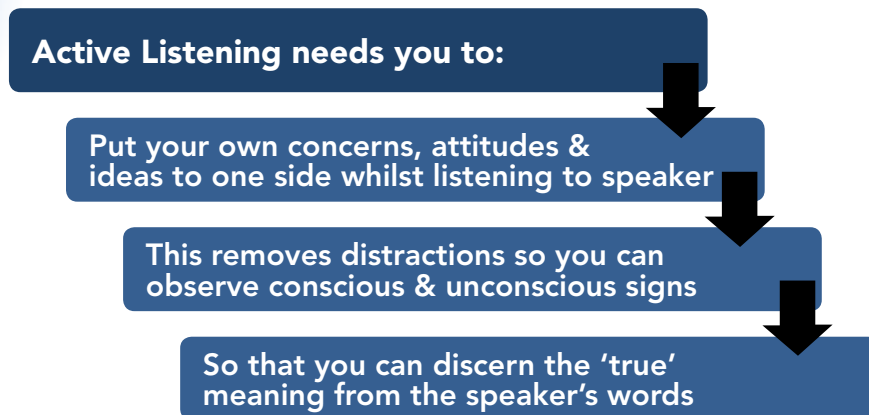 Active Listening needs you to:
Put your own concerns, attitudes &
ideas to one side whilst listening to speaker
This removes distractions so you can
observe conscious & unconscious signs
So that you can discern the ‘true’
meaning from the speaker’s words